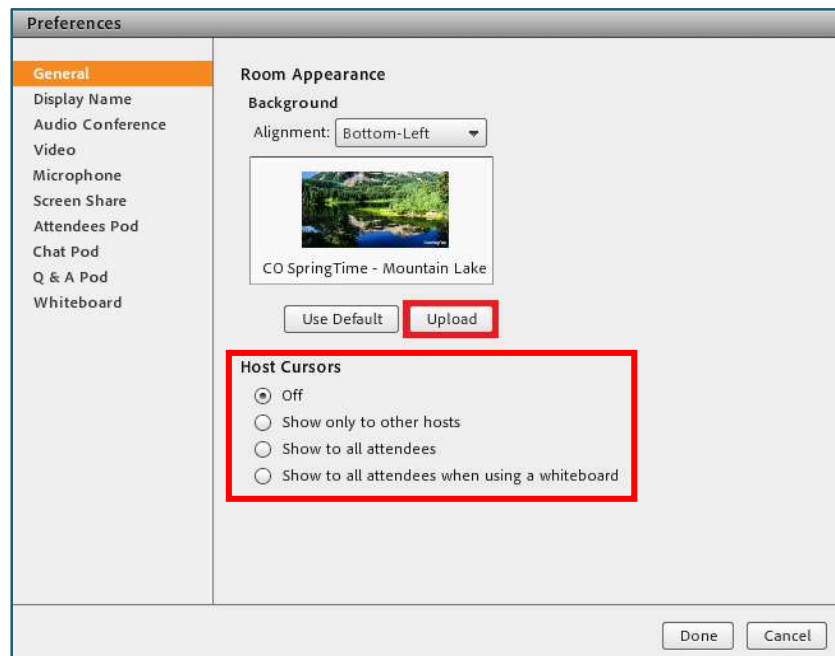 Preferences
General
Display Name
Audio Conference
Video
Microphone
Screen Share
Attendees Pod
Chat Pod
Q & A Pod
Whiteboard
Room Appearance
Background
Alignment: Bottom-Left
CO SpringTime - Mountain Lake
Use Default Upload
Host Cursors
Off
Show only to other hosts
Show to all attendees
Show to all attendees when using a whiteboard
Done Cancel